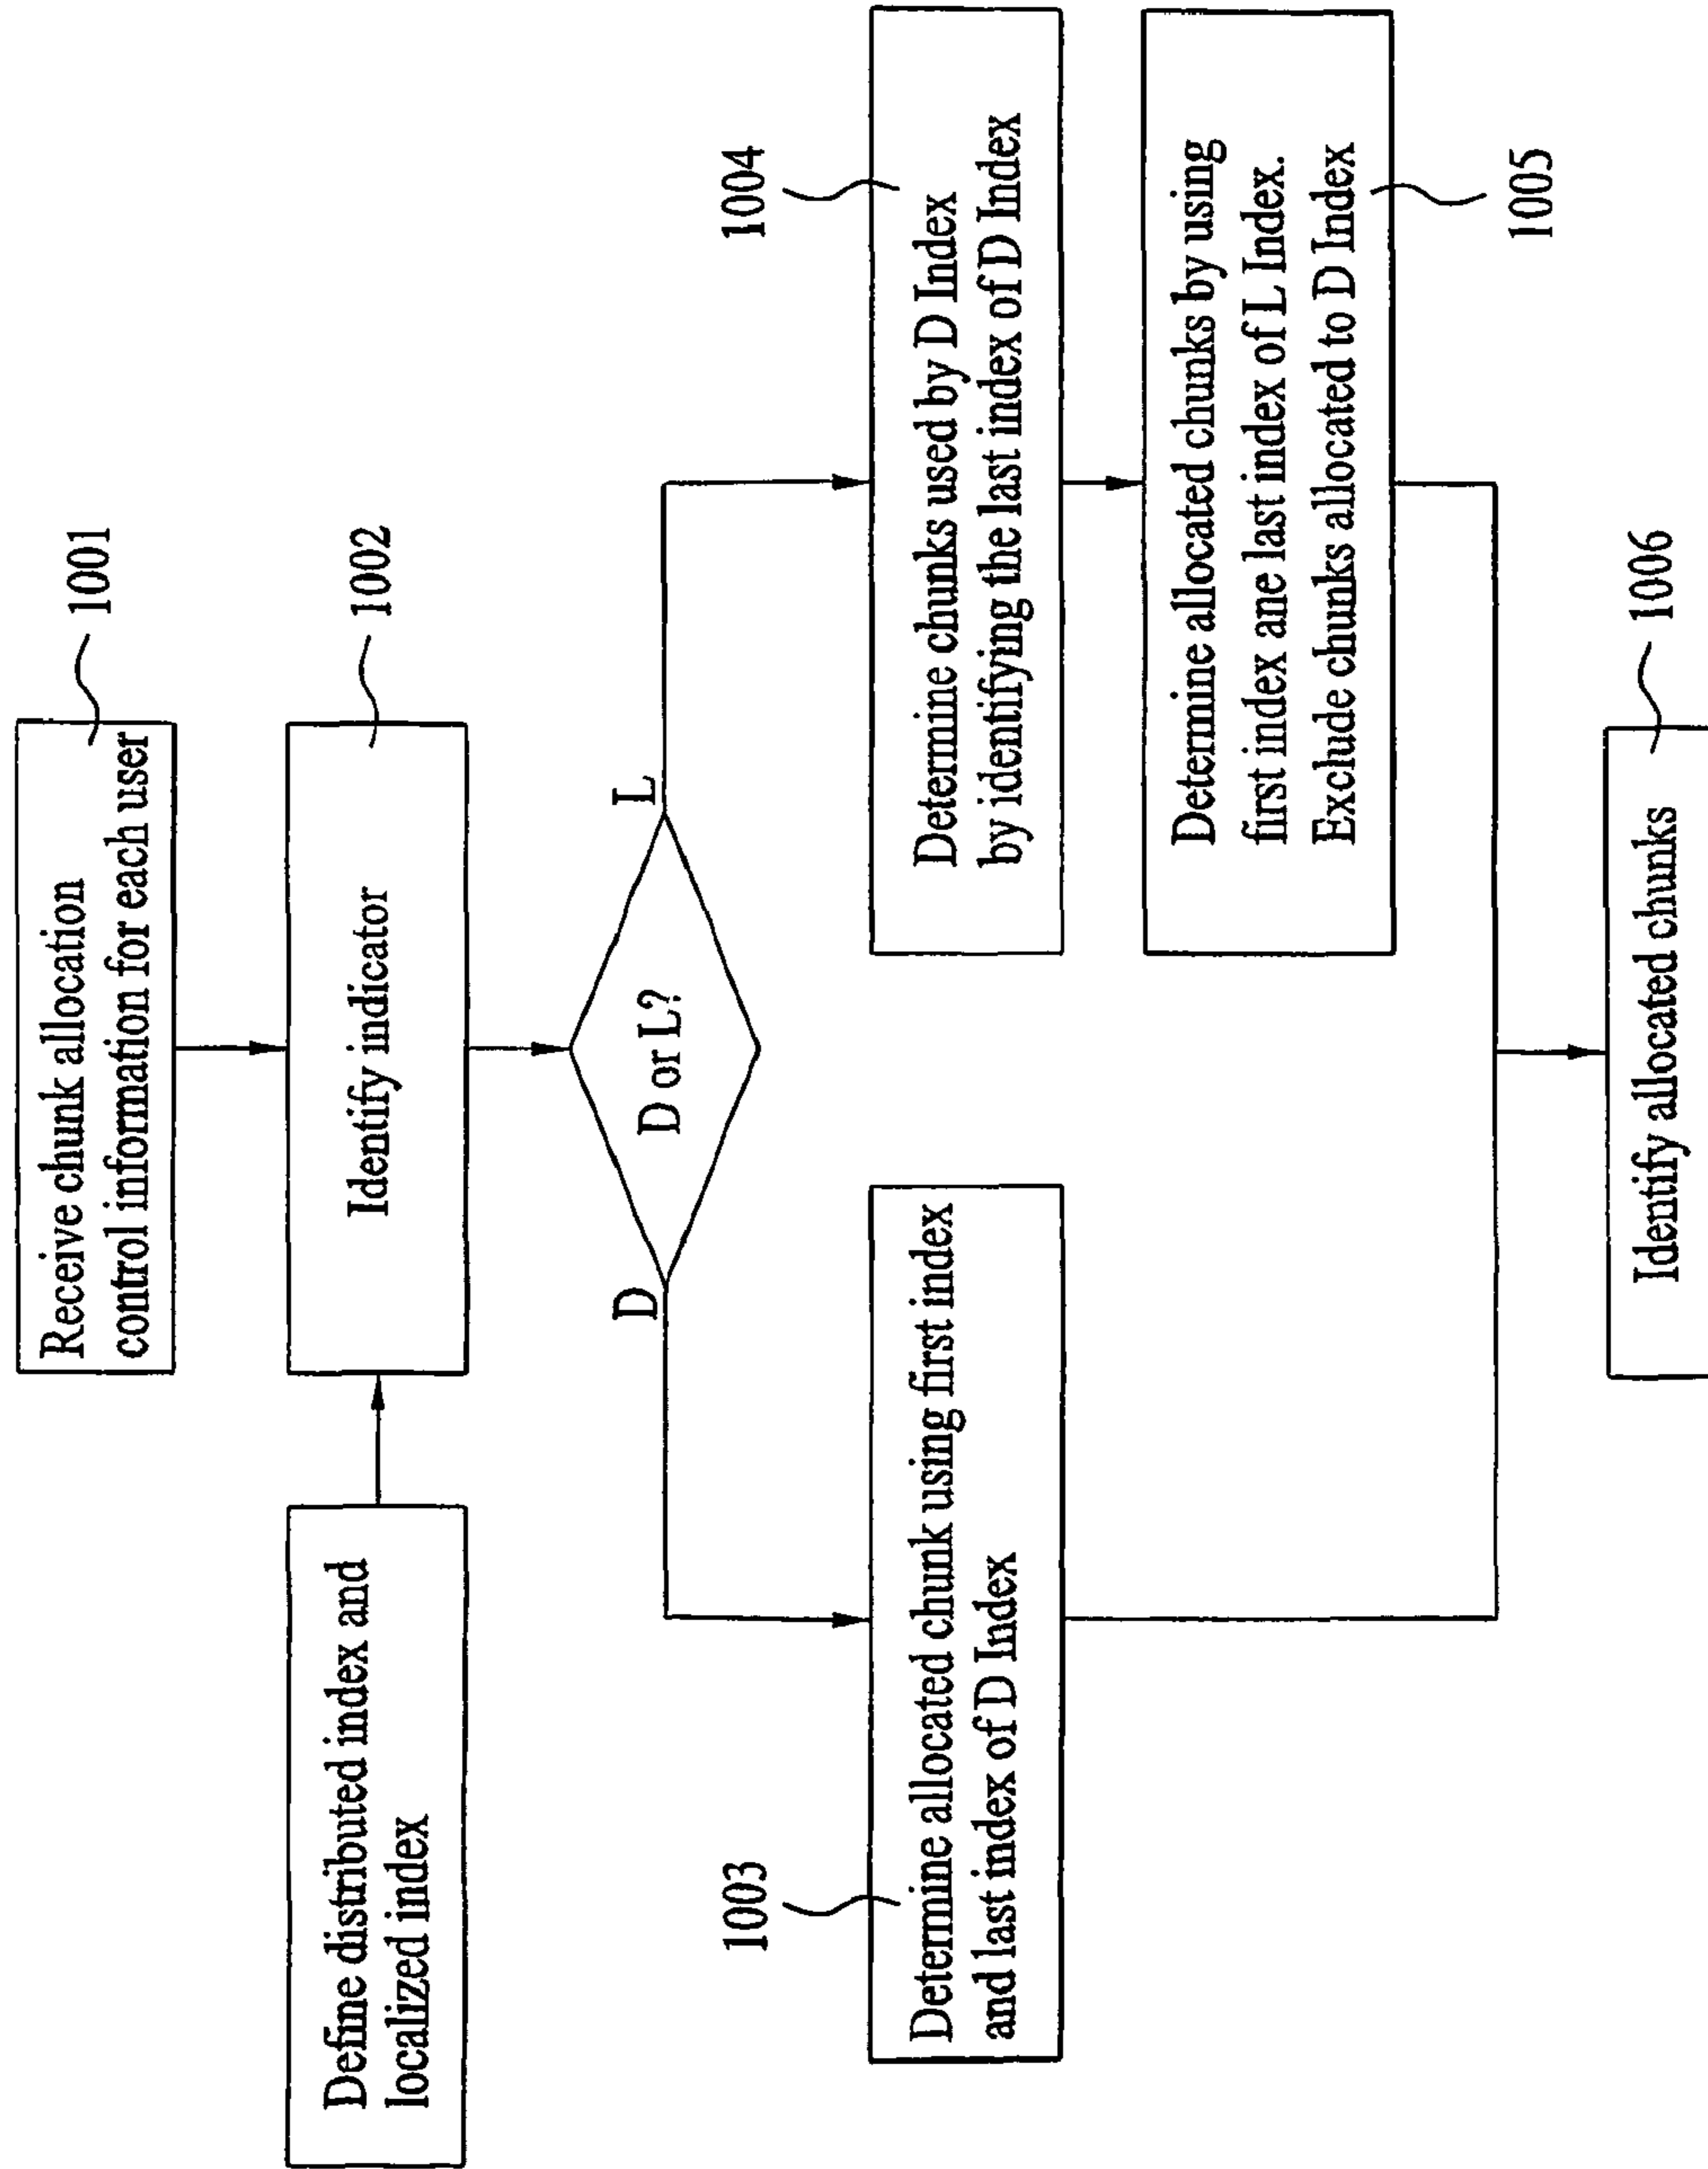 Receive chunk allocation
control information for each user
1001
Define distributed index and
localized index
Identify indicator
1002
D or L?
D
L
1003
Determine allocated chunk using first index
and last index of D Index
1004
Determine chunks used by D Index
by identifying the last index of D Index
Determine allocated chunks by using
first index ane last index of L Index.
Exclude chunks allocated to D Index
1005
Identify allocated chunks
1006